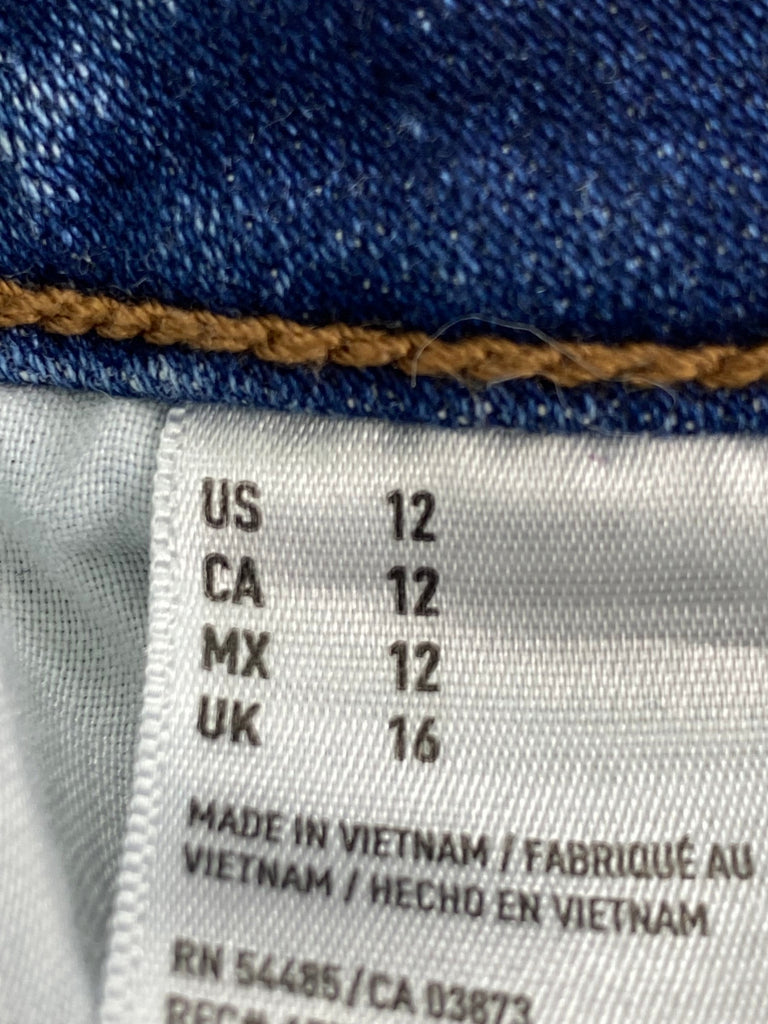 US 12
CA 12
MX 12
UK 16
MADE IN VIETNAM / FABRIQUÉ AU
VIETNAM / HECHO EN VIETNAM
RN 54485/CA 03873